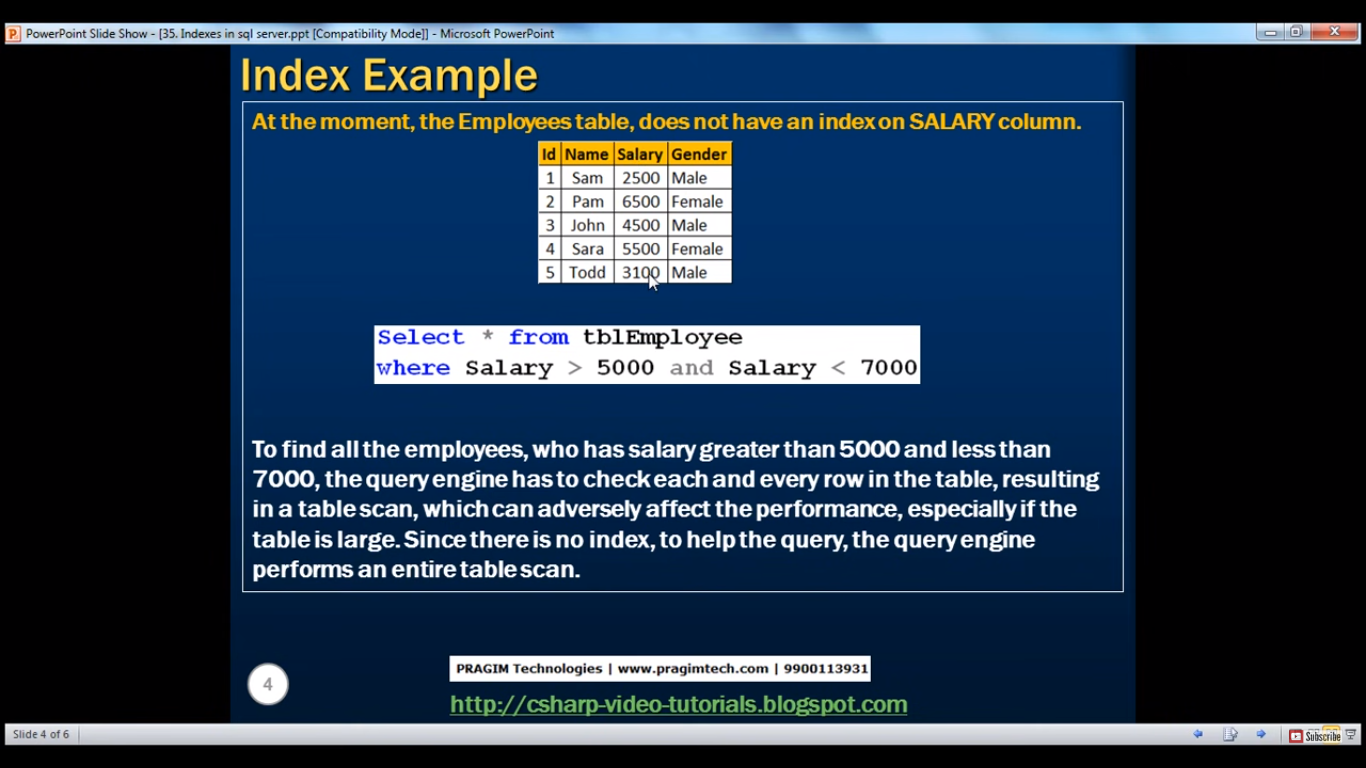 PowerPoint Slide Show - [35. Indexes in sql server.ppt [Compatibility Mode]] - Microsoft PowerPoint
Index Example
At the moment, the Employees table, does not have an index on SALARY column.
Id Name Salary Gender
1 Sam 2500 Male
2 Pam 6500 Female
3 John 4500 Male
4 Sara 5500 Female
5 Todd 3100 Male
Select * from tblEmployee
where Salary > 5000 and Salary < 7000
To find all the employees, who has salary greater than 5000 and less than
7000, the query engine has to check each and every row in the table, resulting
in a table scan, which can adversely affect the performance, especially if the
table is large. Since there is no index, to help the query, the query engine
performs an entire table scan.
4
PRAGIM Technologies | www.pragimtech.com | 9900113931
http://csharp-video-tutorials.blogspot.com
Slide 4 of 6
Subscribe